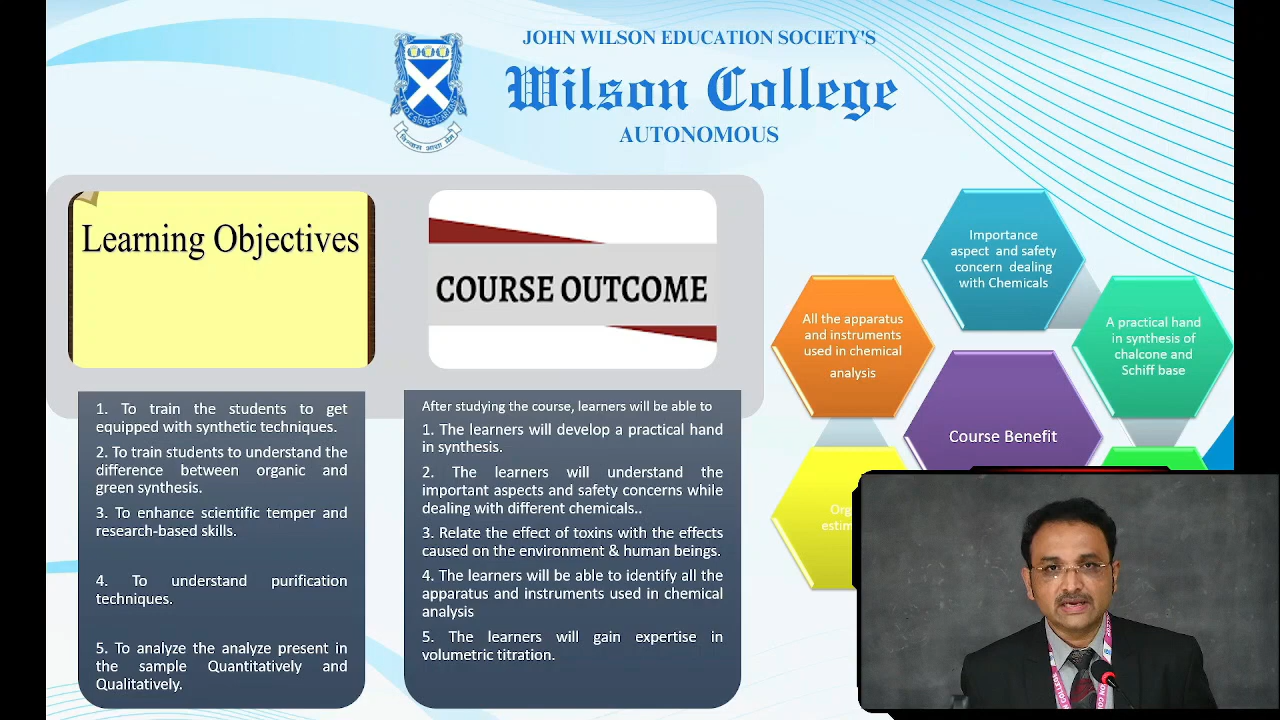 JOHN WILSON EDUCATION SOCIETY'S
Wilson College
AUTONOMOUS
Learning Objectives
COURSE OUTCOME
1. To train the students to get
equipped with synthetic techniques.
2. To train students to understand the
difference between organic and
green synthesis.
3. To enhance scientific temper and
research-based skills.
4. To understand purification
techniques.
5. To analyze the analyze present in
the sample Quantitatively and
Qualitatively.
After studying the course, learners will be able to
1. The learners will develop a practical hand
in synthesis.
2. The learners will understand the
important aspects and safety concerns while
dealing with different chemicals..
3. Relate the effect of toxins with the effects
caused on the environment & human beings.
4. The learners will be able to identify all the
apparatus and instruments used in chemical
analysis
5. The learners will gain expertise in
volumetric titration.
Importance
aspect and safety
concern dealing
with Chemicals
All the apparatus
and instruments
used in chemical
analysis
A practical hand
in synthesis of
chalcone and
Schiff base
Course Benefit